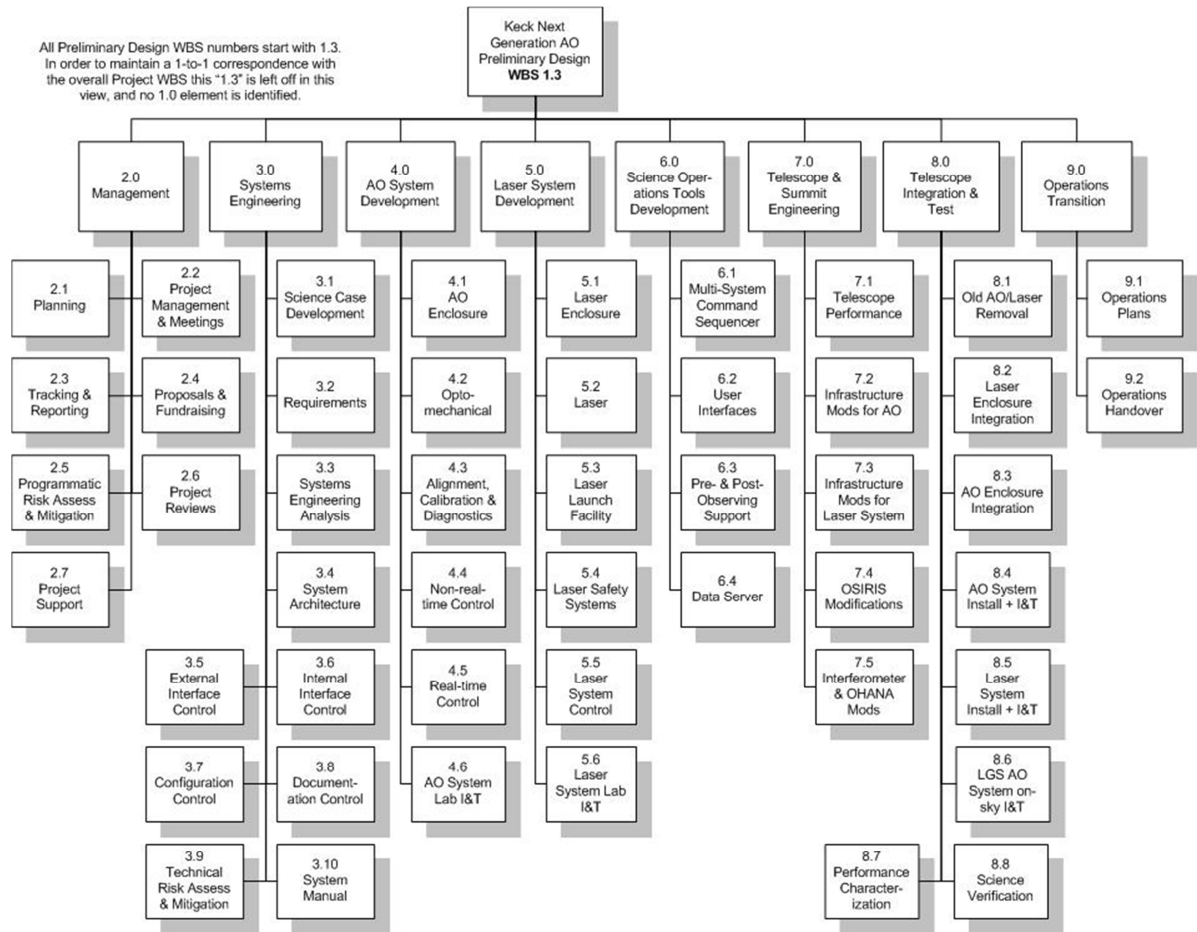 All Preliminary Design WBS numbers start with 1.3.
In order to maintain a 1-to-1 correspondence with
the overall Project WBS this "1.3" is left off in this
view, and no 1.0 element is identified.
Keck Next
Generation AO
Preliminary Design
WBS 1.3
2.0
Management
3.0
Systems
Engineering
4.0
AO System
Development
5.0
Laser System
Development
6.0
Science Oper-
ations Tools
Development
7.0
Telescope &
Summit
Engineering
8.0
Telescope
Integration &
Test
9.0
Operations
Transition
2.1
Planning
2.2
Project
Management
& Meetings
2.3
Tracking &
Reporting
2.4
Proposals &
Fundraising
2.5
Programmatic
Risk Assess
& Mitigation
2.6
Project
Reviews
2.7
Project
Support
3.1
Science Case
Development
3.2
Requirements
3.3
Systems
Engineering
Analysis
3.4
System
Architecture
3.5
External
Interface
Control
3.6
Internal
Interface
Control
3.7
Configuration
Control
3.8
Document-
ation Control
3.9
Technical
Risk Assess
& Mitigation
3.10
System
Manual
4.1
AO
Enclosure
4.2
Opto-
mechanical
4.3
Alignment,
Calibration &
Diagnostics
4.4
Non-real-
time Control
4.5
Real-time
Control
4.6
AO System
Lab I&T
5.1
Laser
Enclosure
5.2
Laser
5.3
Laser
Launch
Facility
5.4
Laser Safety
Systems
5.5
Laser
System
Control
5.6
Laser
System Lab
I&T
6.1
Multi-System
Command
Sequencer
6.2
User
Interfaces
6.3
Pre- & Post-
Observing
Support
6.4
Data Server
7.1
Telescope
Performance
7.2
Infrastructure
Mods for AO
7.3
Infrastructure
Mods for
Laser System
7.4
OSIRIS
Modifications
7.5
Interferometer
& OHANA
Mods
8.1
Old AO/Laser
Removal
8.2
Laser
Enclosure
Integration
8.3
AO Enclosure
Integration
8.4
AO System
Install + I&T
8.5
Laser
System
Install + I&T
8.6
LGS AO
System on-
sky I&T
8.7
Performance
Character-
ization
8.8
Science
Verification
9.1
Operations
Plans
9.2
Operations
Handover